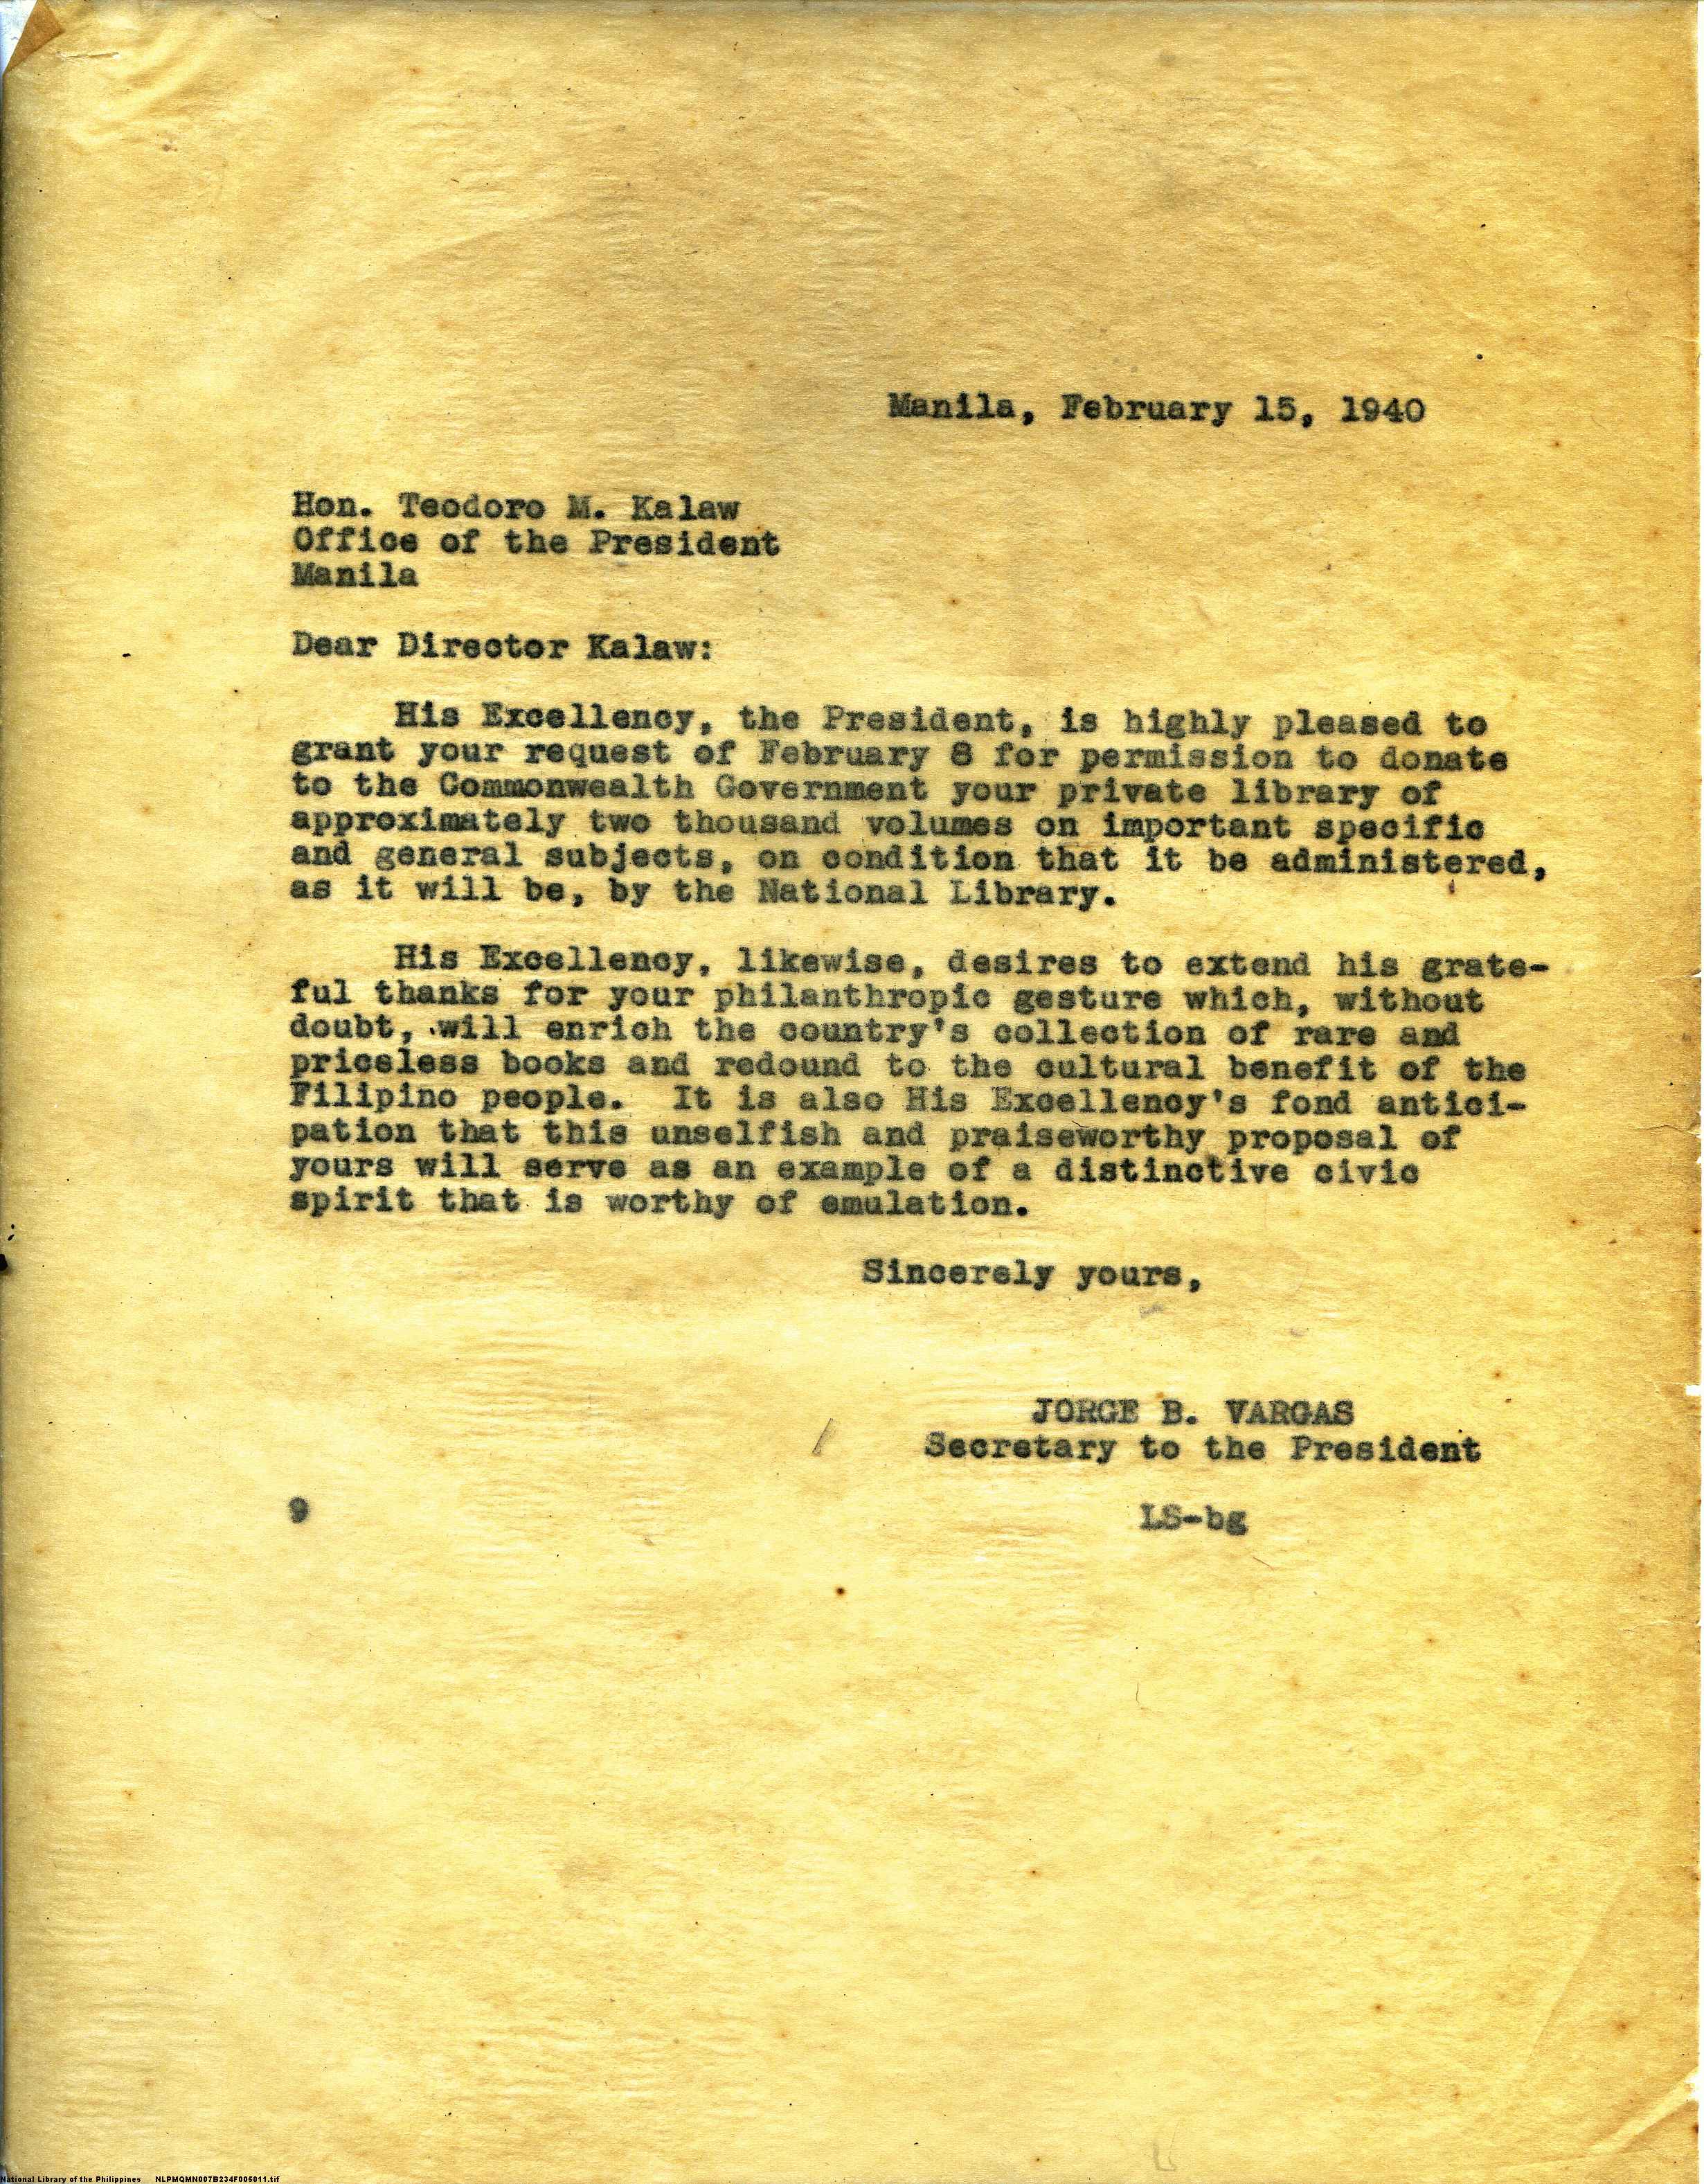 Manila, February 15, 1940
Hon. Teodoro M. Kalaw
Office of the President
Manila
Dear Director Kalaw:
His Excellency, the President, is highly pleased to
grant your request of February 8 for permission to donate
to the Commonwealth Government your private library of
approximately two thousand volumes on important specific
and general subjects, on condition that it be administered,
as it will be, by the National Library.
His Excellency, likewise, desires to extend his grate-
ful thanks for your philanthropic gesture which, without
doubt, will enrich the country's collection of rare and
priceless books and redound to the cultural benefit of the
Filipino people. It is also His Excellency's fond antici-
pation that this unselfish and praiseworthy proposal of
yours will serve as an example of a distinctive civic
spirit that is worthy of emulation.
Sincerely yours,
JORGE B. VARGAS
Secretary to the President
9
LS-bg
National Library of the Philippines NLPMQMN007B234F005011.tif